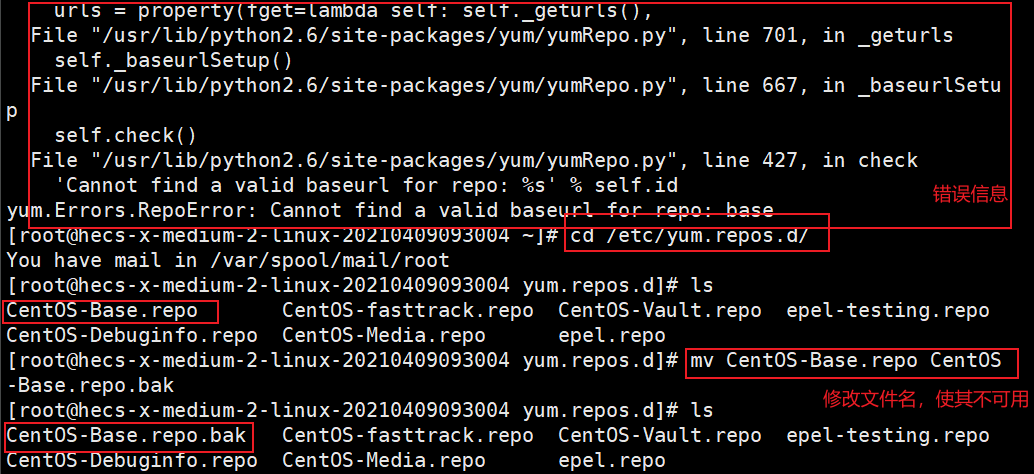 urls = property(fget=lambda self: self._geturls(),
File "/usr/lib/python2.6/site-packages/yum/yumRepo.py", line 701, in _geturls
self._baseurlSetup()
File "/usr/lib/python2.6/site-packages/yum/yumRepo.py", line 667, in _baseurlSetu
p
self.check()
File "/usr/lib/python2.6/site-packages/yum/yumRepo.py", line 427, in check
'Cannot find a valid baseurl for repo: %s' % self.id
错误信息
yum.Errors.RepoError: Cannot find a valid baseurl for repo: base
[root@hecs-x-medium-2-linux-20210409093004 ~]# cd /etc/yum.repos.d/
You have mail in /var/spool/mail/root
[root@hecs-x-medium-2-linux-20210409093004 yum.repos.d]# ls
CentOS-Base.repo CentOS-fasttrack.repo CentOS-Vault.repo epel-testing.repo
CentOS-Debuginfo.repo CentOS-Media.repo epel.repo
[root@hecs-x-medium-2-linux-20210409093004 yum.repos.d]# mv CentOS-Base.repo CentOS
-Base.repo.bak
修改文件名，使其不可用
[root@hecs-x-medium-2-linux-20210409093004 yum.repos.d]# ls
CentOS-Base.repo.bak CentOS-fasttrack.repo CentOS-Vault.repo epel-testing.repo
CentOS-Debuginfo.repo CentOS-Media.repo epel.repo